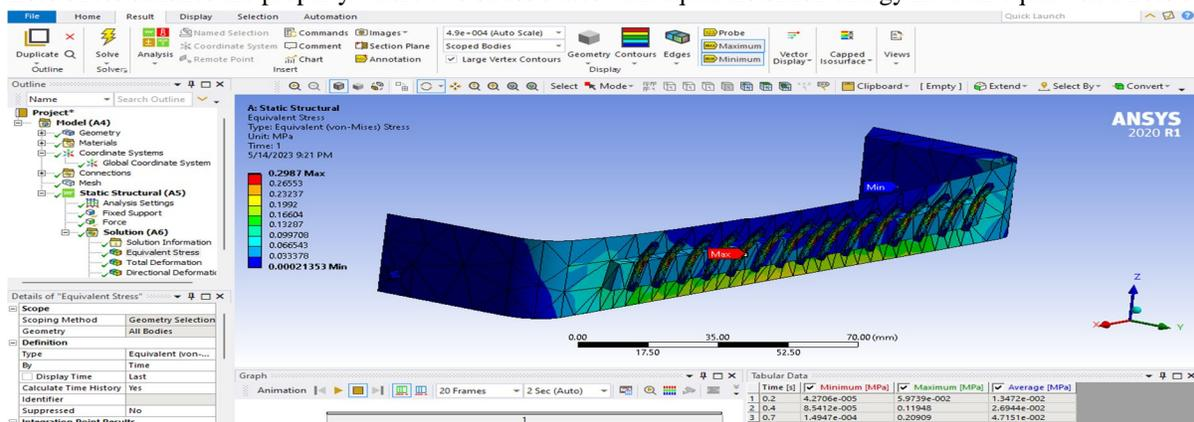 File Home Result Display Selection Automation Quick Launch
Duplicate Q Solve Analysis Named Selection Commands Images 4.9e+004 (Auto Scale) Geometry Contours Edges Probe Vector Capped Views
Coordinate System Comment Section Plane Scoped Bodies Maximum Display Isosurface
Remote Point Chart Annotation Large Vertex Contours Minimum
Outline Solver Insert Display
Outline
Name Search Outline Select Mode Clipboard [ Empty ] Extend Select By Convert
Project*
Model (A4)
Geometry
Materials
Coordinate Systems
Global Coordinate System
Connections
Mesh
Static Structural (A5)
Analysis Settings
Fixed Support
Force
Solution (A6)
Solution Information
Equivalent Stress
Total Deformation
Directional Deformati
A: Static Structural
Equivalent Stress
Type: Equivalent (von-Mises) Stress
Unit: MPa
Time: 1
5/14/2023 9:21 PM
0.2987 Max
0.26553
0.23237
0.1992
0.16604
0.13287
0.099708
0.066543
0.033378
0.00021353 Min
Min
Max
ANSYS
2020 R1
Z
X Y
0.00 35.00 70.00 (mm)
17.50 52.50
Details of "Equivalent Stress"
Scope
Scoping Method Geometry Selection
Geometry All Bodies
Definition
Type Equivalent (von-...
By Time
Display Time Last
Calculate Time History Yes
Identifier
Suppressed No
Integration Point Results
Graph
Animation 20 Frames 2 Sec (Auto)
1
Tabular Data
Time [s] Minimum [MPa] Maximum [MPa] Average [MPa]
1 0.2 4.2706e-005 5.9739e-002 1.3472e-002
2 0.4 8.5412e-005 0.11948 2.6944e-002
3 0.7 1.4947e-004 0.20909 4.7151e-002